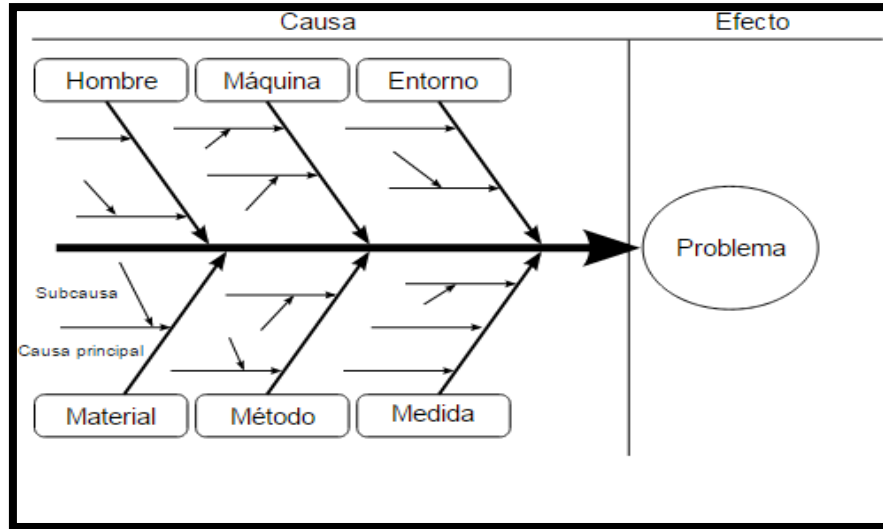 Causa
Efecto
Hombre
Máquina
Entorno
Problema
Subcausa
Causa principal
Material
Método
Medida